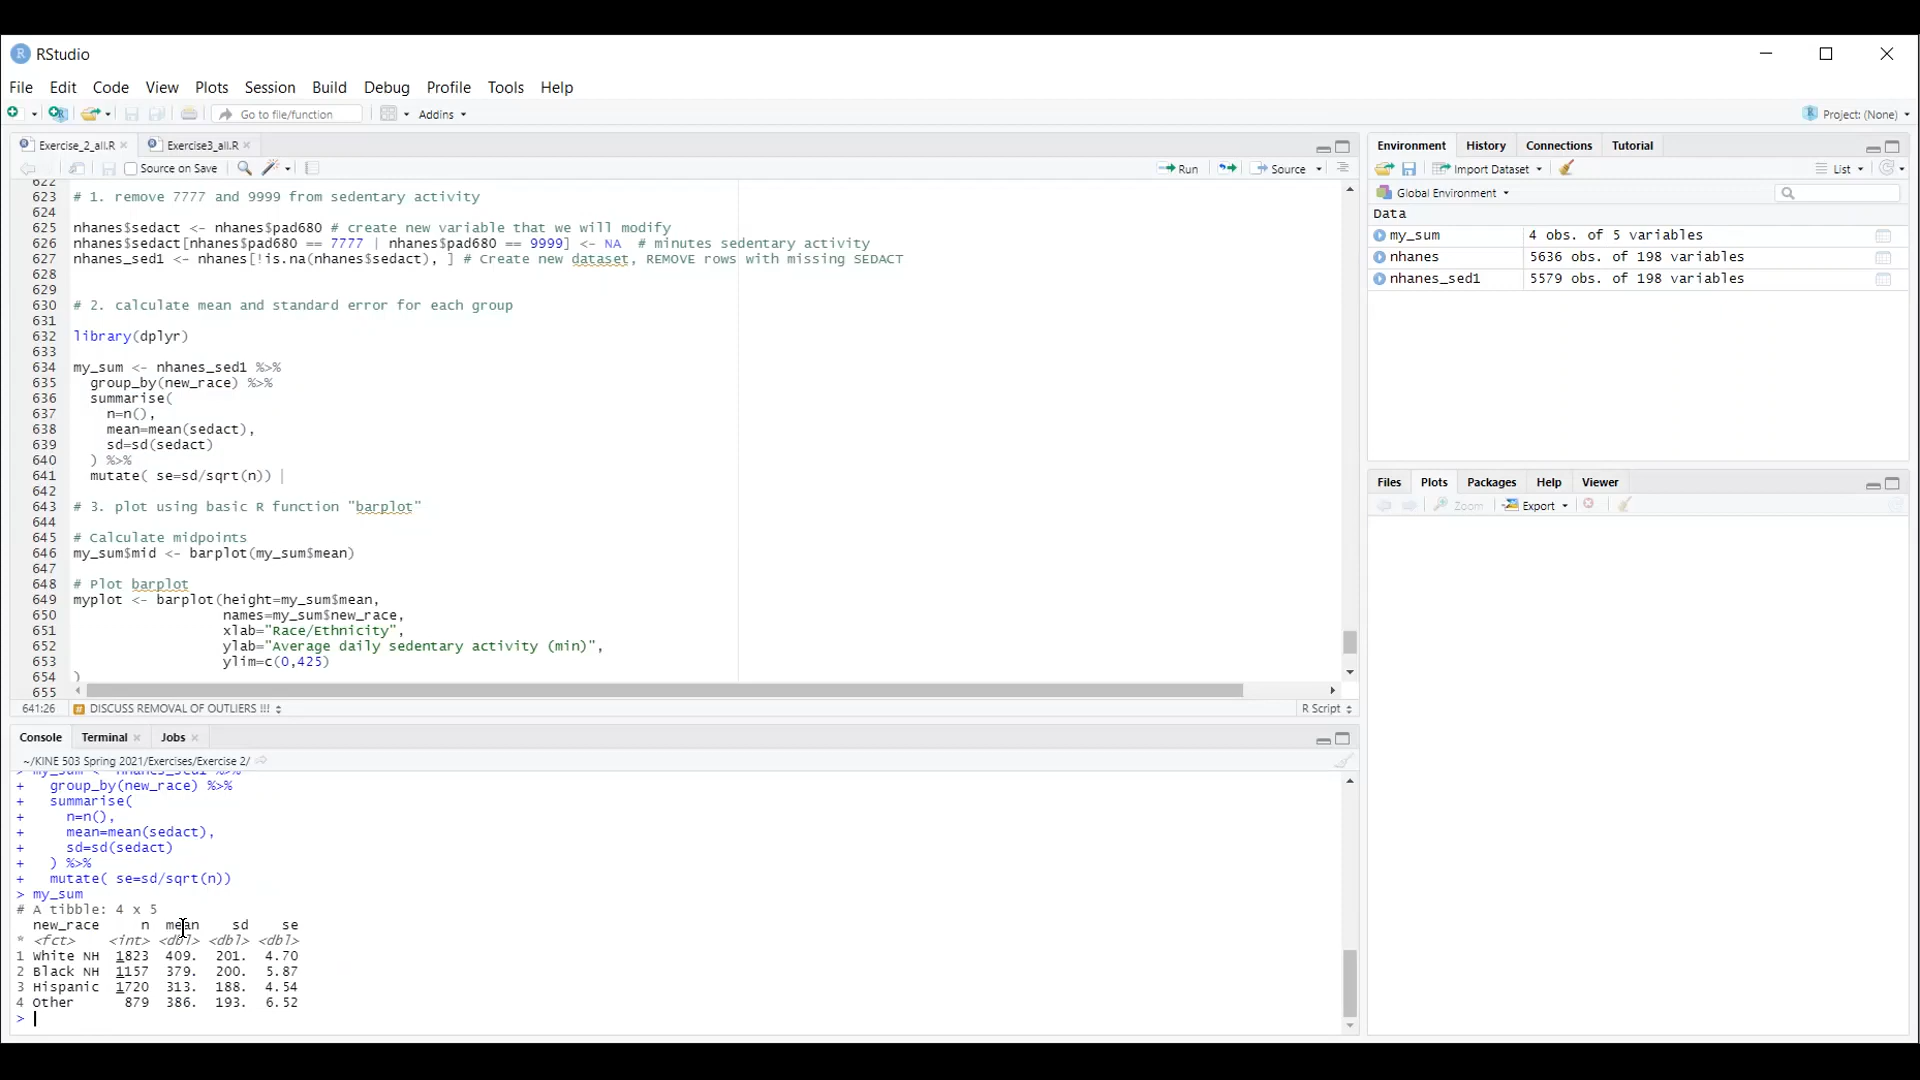 RStudio
File Edit Code View Plots Session Build Debug Profile Tools Help
Go to file/function Addins Project: (None)
Exercise_2_all.R Exercise3_all.R
Source on Save Run Source
622
623 # 1. remove 7777 and 9999 from sedentary activity
624
625 nhanes$sedact <- nhanes$pad680 # create new variable that we will modify
626 nhanes$sedact[nhanes$pad680 == 7777 | nhanes$pad680 == 9999] <- NA # minutes sedentary activity
627 nhanes_sed1 <- nhanes[!is.na(nhanes$sedact), ] # Create new dataset, REMOVE rows with missing SEDACT
628
629
630 # 2. calculate mean and standard error for each group
631
632 library(dplyr)
633
634 my_sum <- nhanes_sed1 %>%
635 group_by(new_race) %>%
636 summarise(
637 n=n(),
638 mean=mean(sedact),
639 sd=sd(sedact)
640 ) %>%
641 mutate( se=sd/sqrt(n))
642
643 # 3. plot using basic R function "barplot"
644
645 # Calculate midpoints
646 my_sum$mid <- barplot(my_sum$mean)
647
648 # Plot barplot
649 myplot <- barplot(height=my_sum$mean,
650 names=my_sum$new_race,
651 xlab="Race/Ethnicity",
652 ylab="Average daily sedentary activity (min)",
653 ylim=c(0,425)
654 )
655
641:26 DISCUSS REMOVAL OF OUTLIERS !!! R Script
Console Terminal Jobs
~/KINE 503 Spring 2021/Exercises/Exercise 2/
> my_sum <- nhanes_sed1 %>%
+ group_by(new_race) %>%
+ summarise(
+ n=n(),
+ mean=mean(sedact),
+ sd=sd(sedact)
+ ) %>%
+ mutate( se=sd/sqrt(n))
> my_sum
# A tibble: 4 x 5
new_race n mean sd se
* <fct> <int> <dbl> <dbl> <dbl>
1 White NH 1823 409. 201. 4.70
2 Black NH 1157 379. 200. 5.87
3 Hispanic 1720 313. 188. 4.54
4 Other 879 386. 193. 6.52
>
Environment History Connections Tutorial
Import Dataset List
Global Environment
Data
my_sum 4 obs. of 5 variables
nhanes 5636 obs. of 198 variables
nhanes_sed1 5579 obs. of 198 variables
Files Plots Packages Help Viewer
Zoom Export